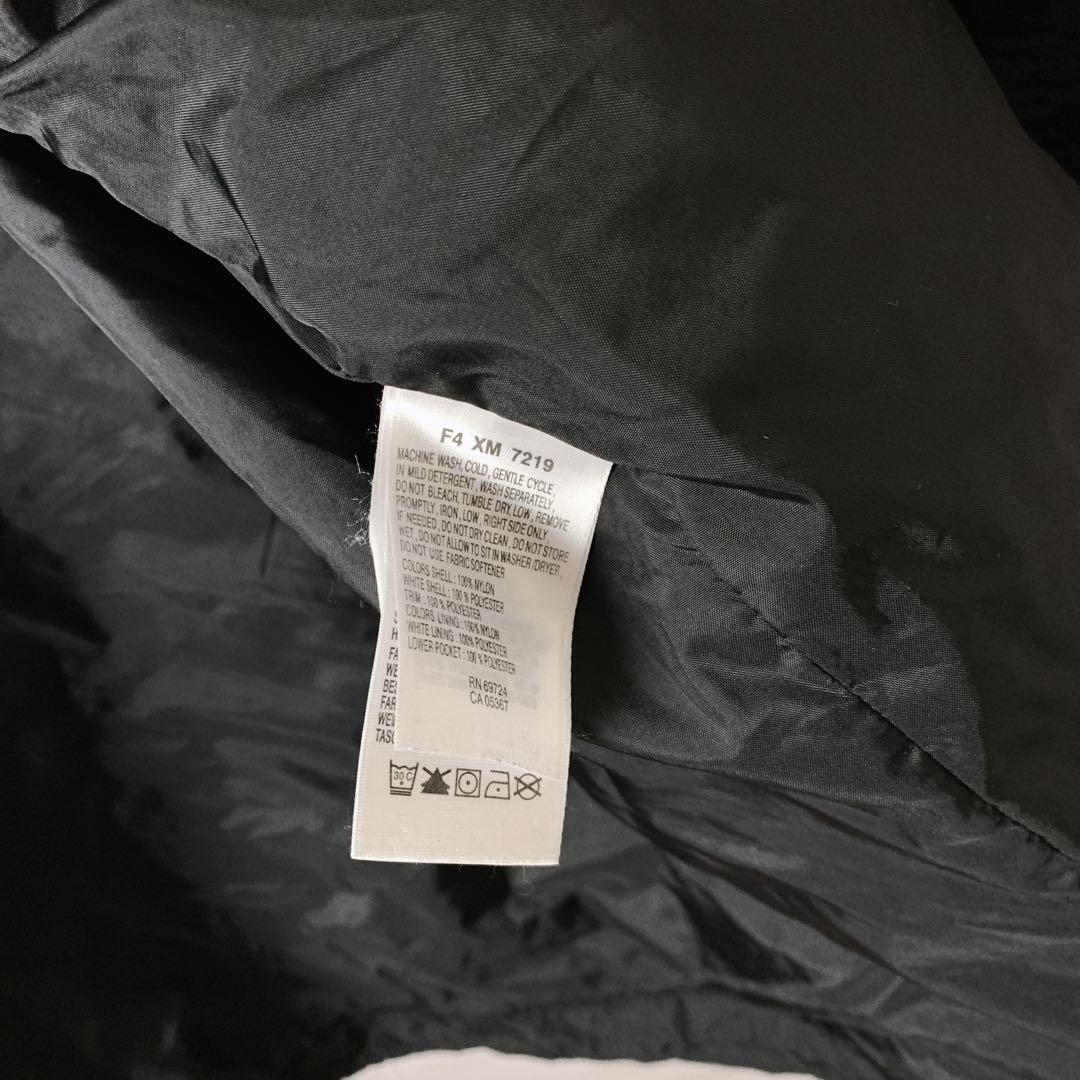 F4 XM 7219
MACHINE WASH, COLD, GENTLE CYCLE,
IN MILD DETERGENT, WASH SEPARATELY,
DO NOT BLEACH, TUMBLE DRY, LOW, REMOVE
PROMPTLY, IRON, LOW, RIGHT SIDE ONLY
IF NEEDED, DO NOT DRY CLEAN, DO NOT STORE
WET, DO NOT ALLOW TO SIT IN WASHER /DRYER,
DO NOT USE FABRIC SOFTENER
COLORS SHELL : 100% NYLON
WHITE SHELL : 100 % POLYESTER
TRIM : 100 % POLYESTER
COLORS LINING : 100% NYLON
WHITE LINING : 100% POLYESTER
LOWER POCKET : 100 % POLYESTER
RN 69724
CA 05367
30 C